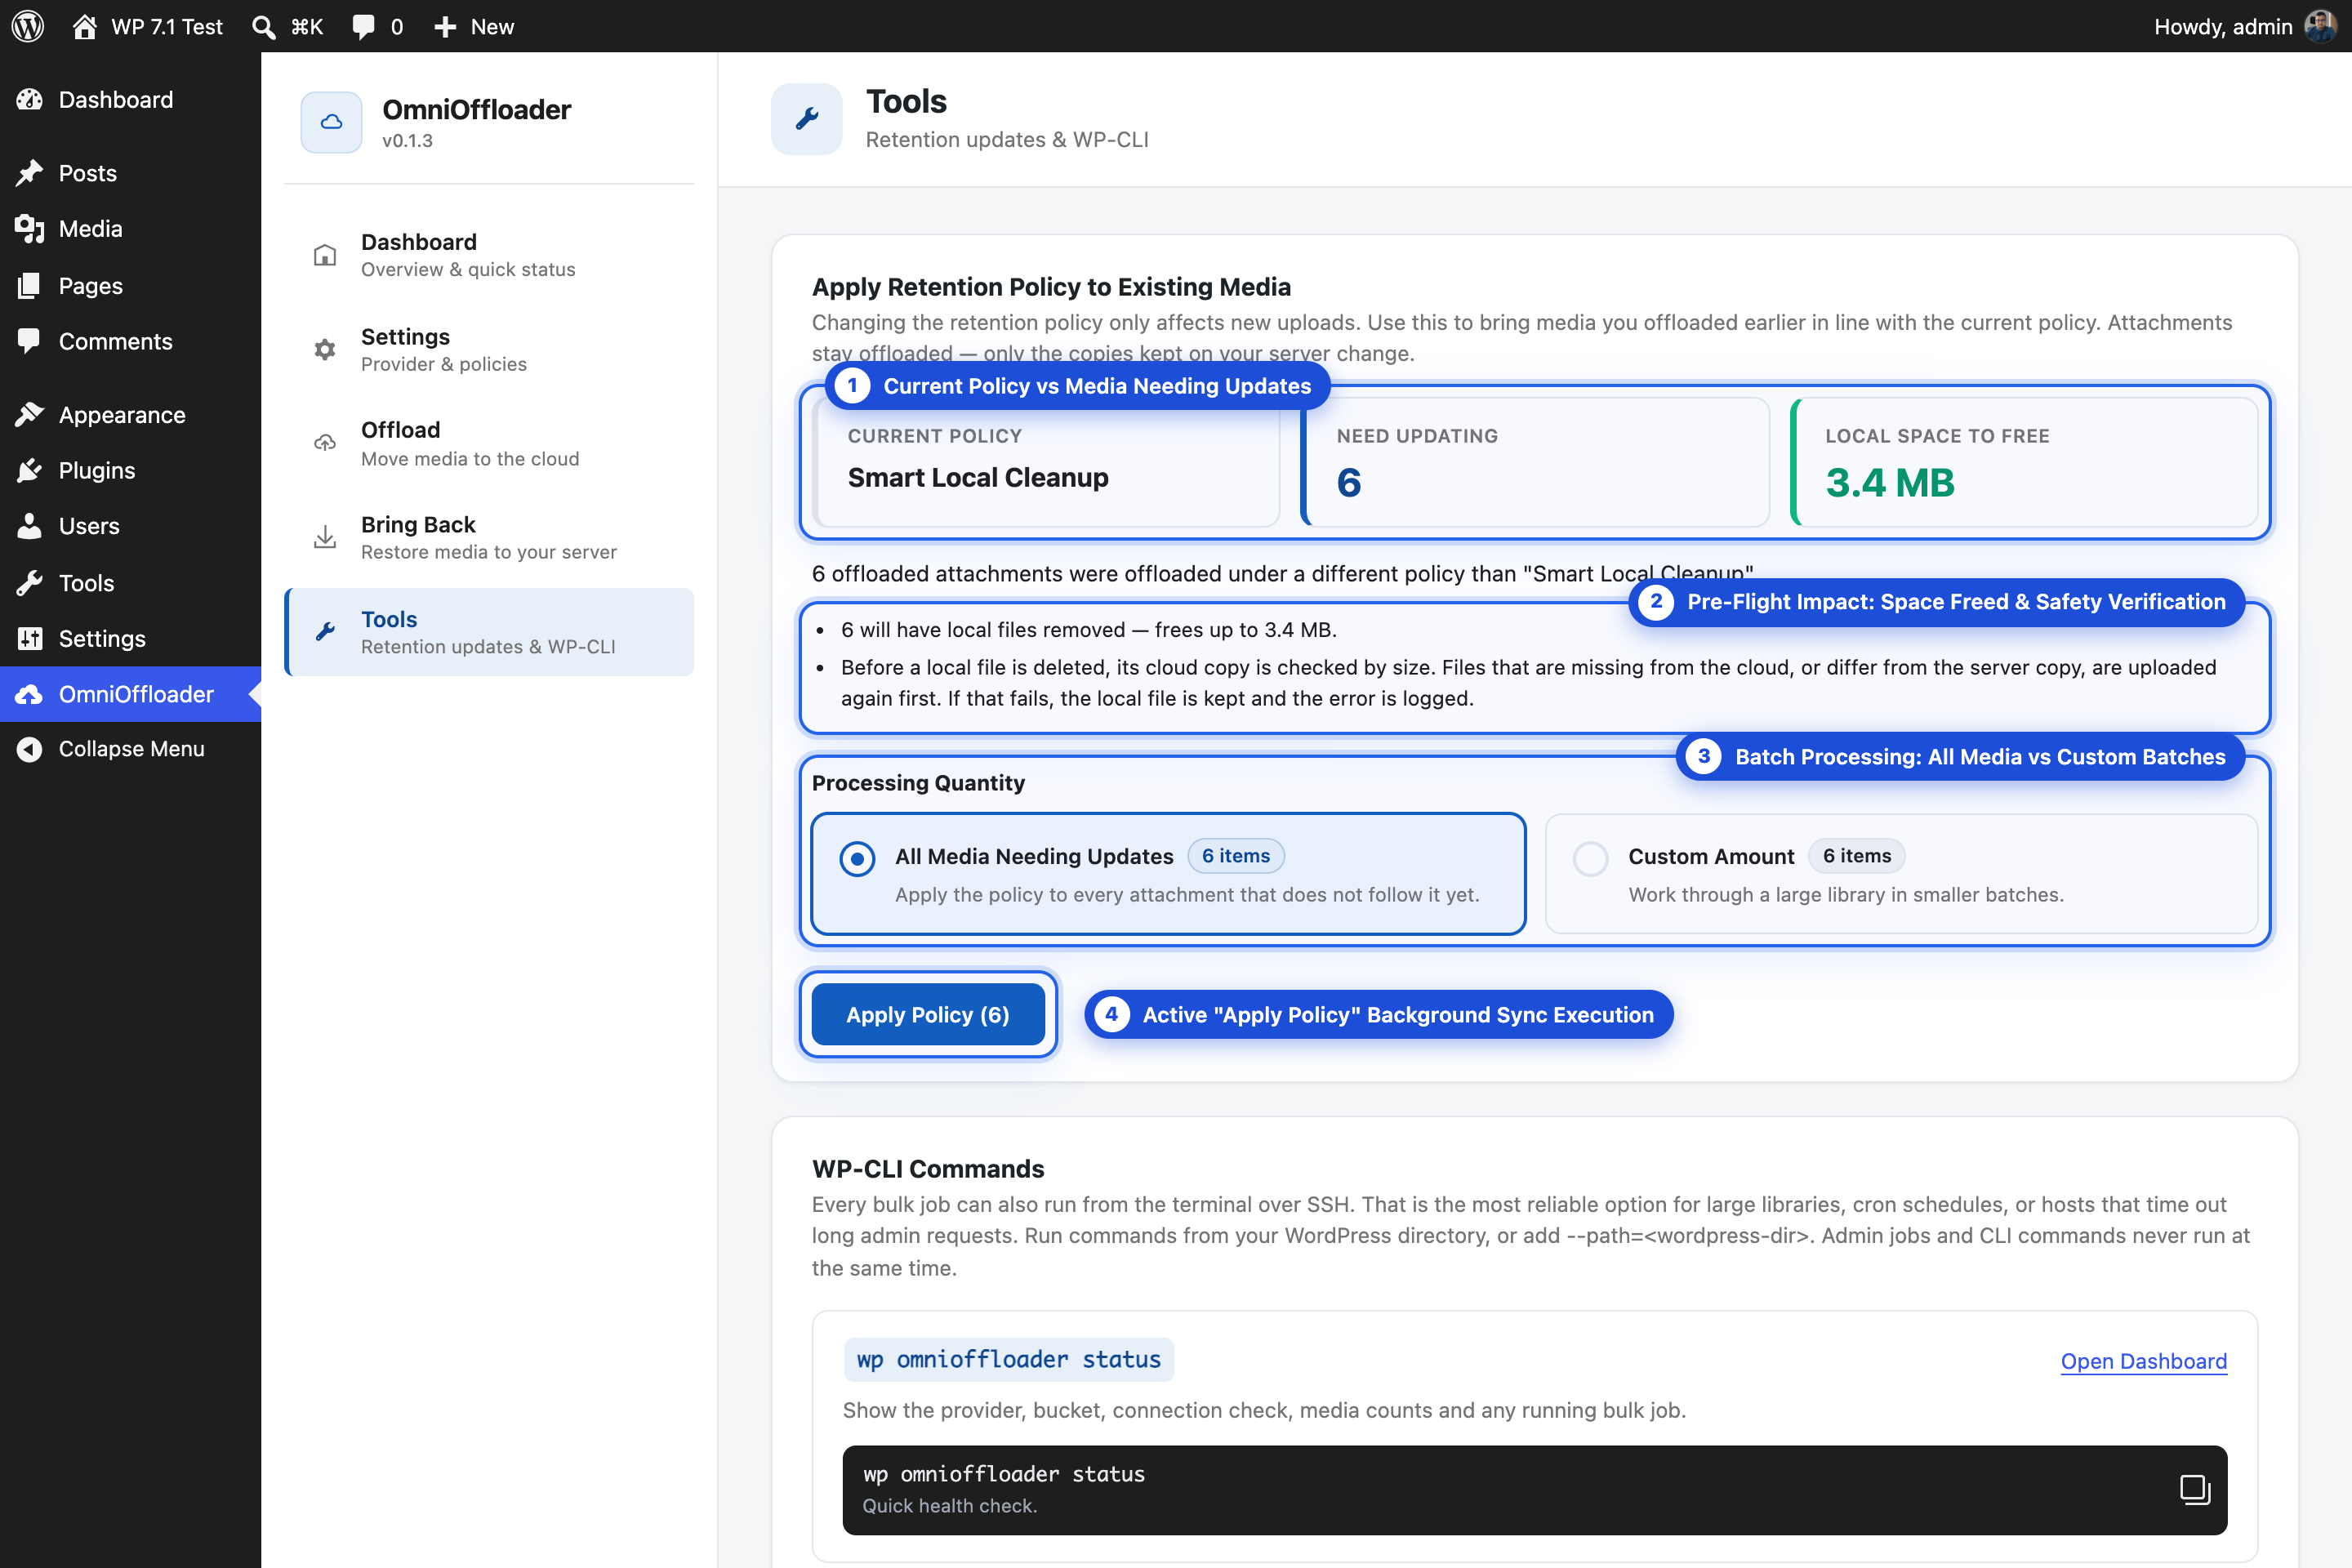 WP 7.1 Test
⌘K
0
New
Howdy, admin
Dashboard
Posts
Media
Pages
Comments
Appearance
Plugins
Users
Tools
Settings
OmniOffloader
Collapse Menu
OmniOffloader
v0.1.3
Dashboard
Overview & quick status
Settings
Provider & policies
Offload
Move media to the cloud
Bring Back
Restore media to your server
Tools
Retention updates & WP-CLI
Tools
Retention updates & WP-CLI
Apply Retention Policy to Existing Media
Changing the retention policy only affects new uploads. Use this to bring media you offloaded earlier in line with the current policy. Attachments
stay offloaded — only the copies kept on your server change.
1 Current Policy vs Media Needing Updates
CURRENT POLICY
Smart Local Cleanup
NEED UPDATING
6
LOCAL SPACE TO FREE
3.4 MB
6 offloaded attachments were offloaded under a different policy than "Smart Local Cleanup"
2 Pre-Flight Impact: Space Freed & Safety Verification
• 6 will have local files removed — frees up to 3.4 MB.
• Before a local file is deleted, its cloud copy is checked by size. Files that are missing from the cloud, or differ from the server copy, are uploaded
again first. If that fails, the local file is kept and the error is logged.
3 Batch Processing: All Media vs Custom Batches
Processing Quantity
All Media Needing Updates 6 items
Apply the policy to every attachment that does not follow it yet.
Custom Amount 6 items
Work through a large library in smaller batches.
Apply Policy (6)
4 Active "Apply Policy" Background Sync Execution
WP-CLI Commands
Every bulk job can also run from the terminal over SSH. That is the most reliable option for large libraries, cron schedules, or hosts that time out
long admin requests. Run commands from your WordPress directory, or add --path=<wordpress-dir>. Admin jobs and CLI commands never run at
the same time.
wp omnioffloader status
Open Dashboard
Show the provider, bucket, connection check, media counts and any running bulk job.
wp omnioffloader status
Quick health check.